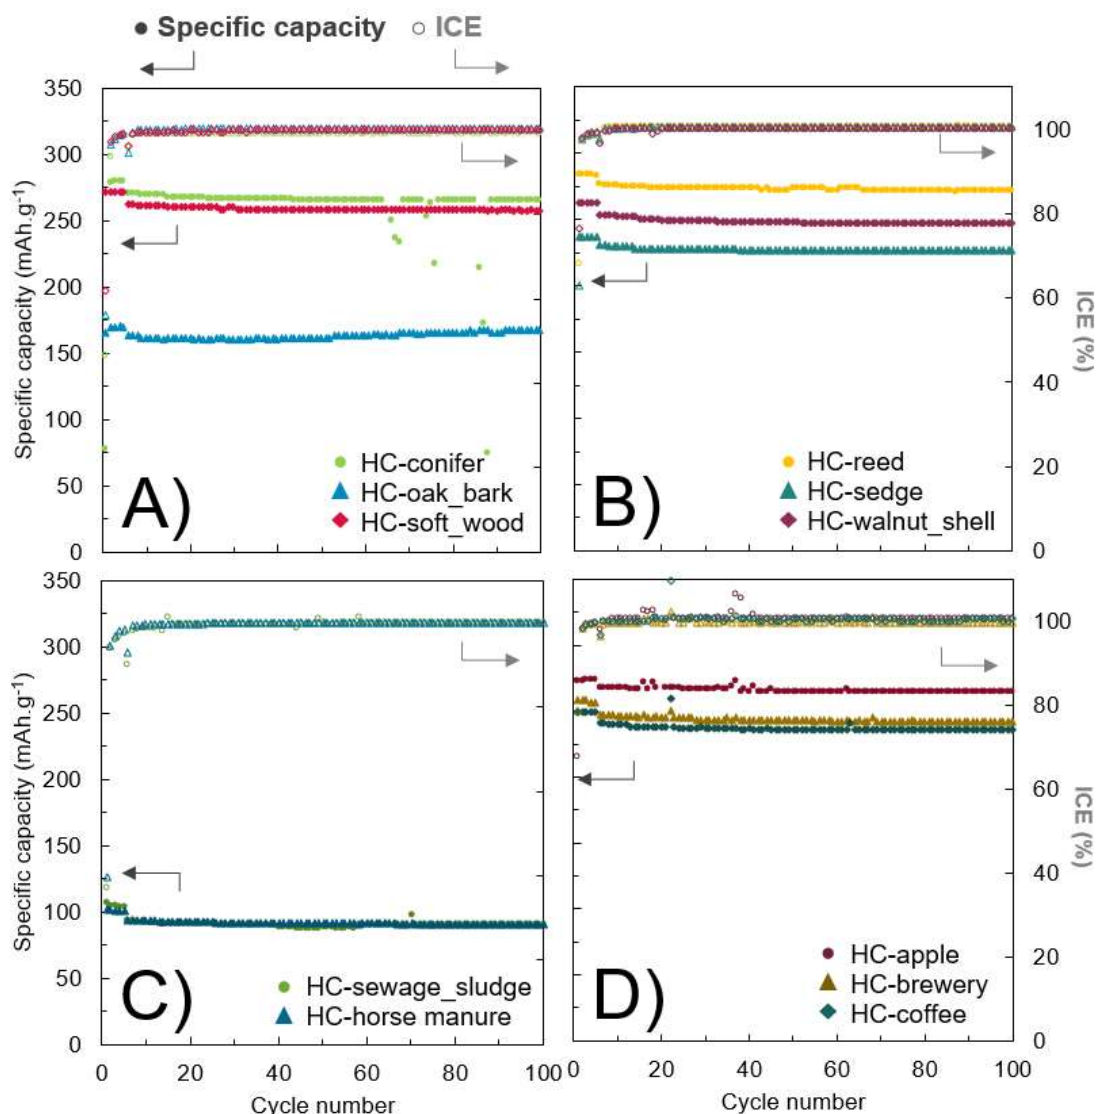 ● Specific capacity ○ ICE
350
300
250
200
150
100
50
0
Specific capacity (mAh.g⁻¹)
A)
HC-conifer
HC-oak_bark
HC-soft_wood
100
80
60
40
20
0
ICE (%)
B)
HC-reed
HC-sedge
HC-walnut_shell
350
300
250
200
150
100
50
0
Specific capacity (mAh.g⁻¹)
C)
HC-sewage_sludge
HC-horse manure
0 20 40 60 80 100
Cycle number
100
80
60
40
20
0
ICE (%)
D)
HC-apple
HC-brewery
HC-coffee
20 40 60 80 100
Cycle number